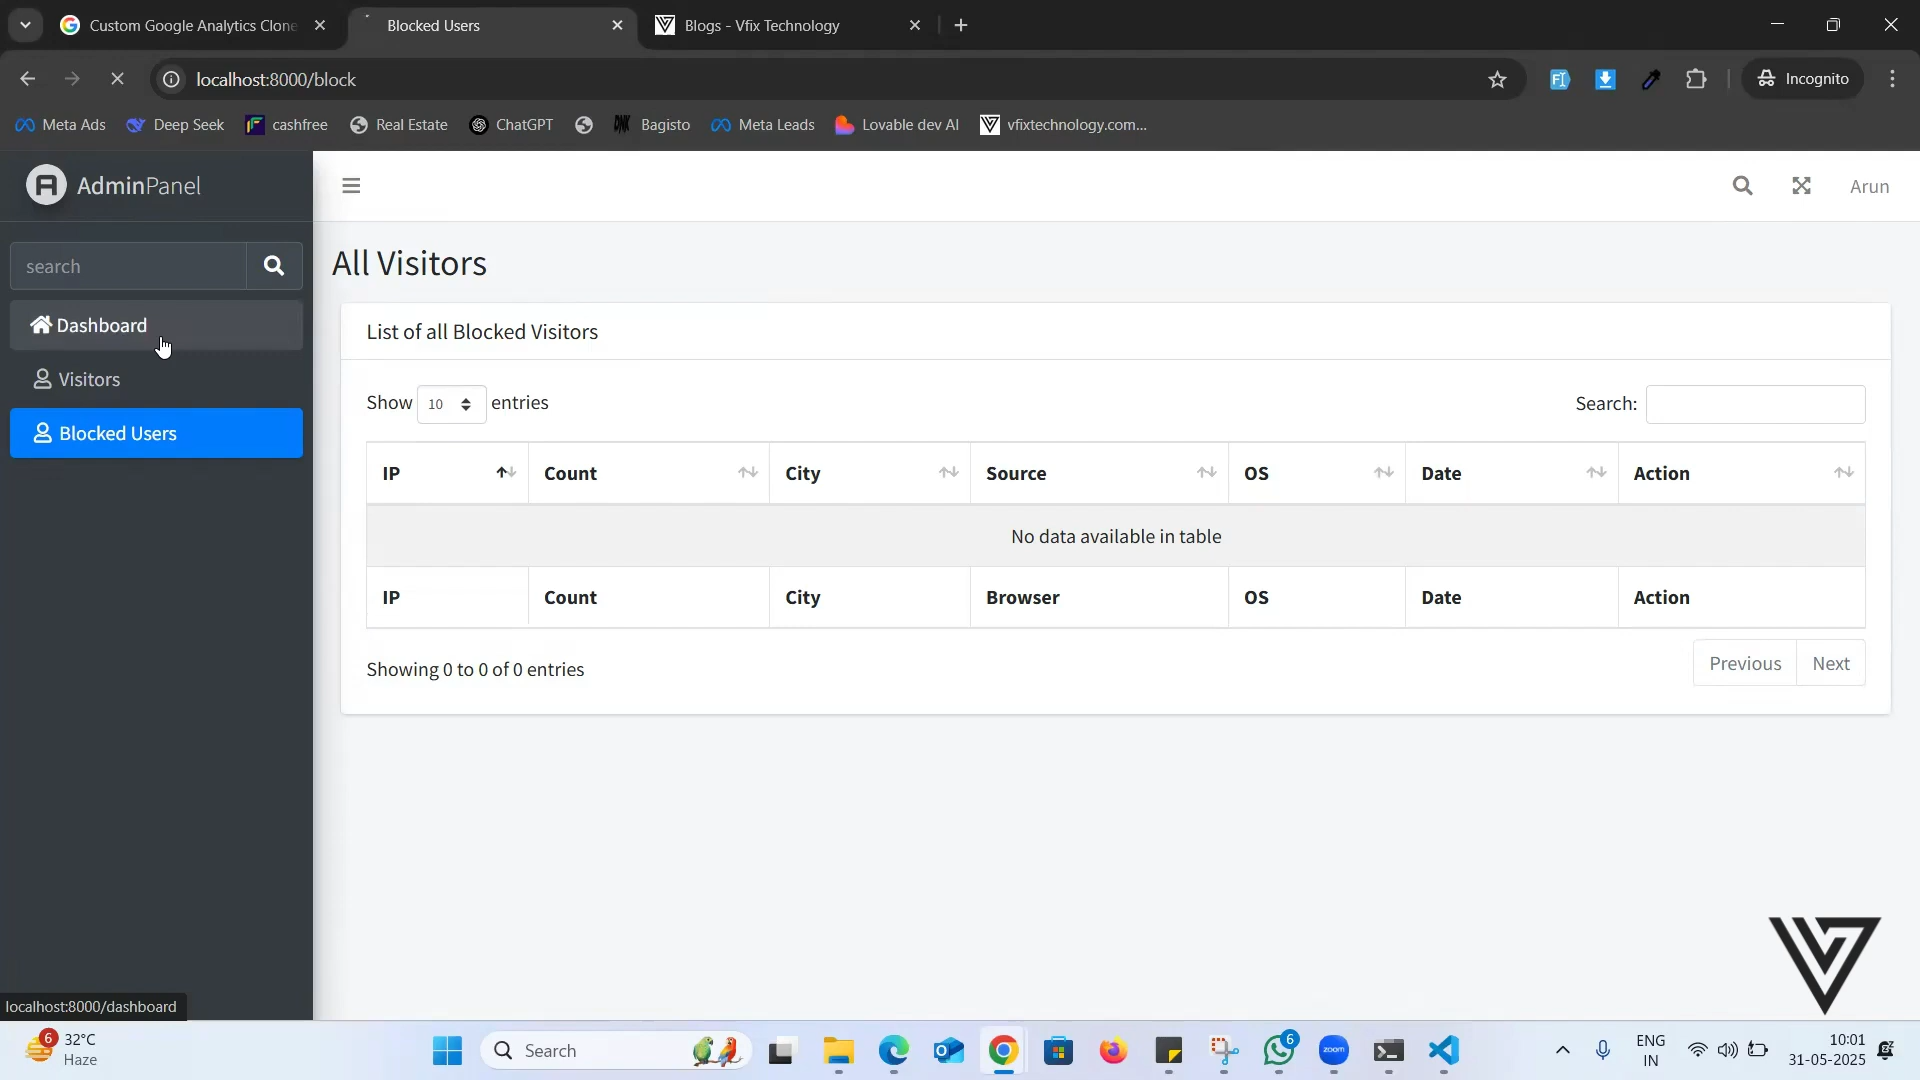 Custom Google Analytics Clone
Blocked Users
Blogs - Vfix Technology
localhost:8000/block
Incognito
Meta Ads
Deep Seek
cashfree
Real Estate
ChatGPT
Bagisto
Meta Leads
Lovable dev AI
vfixtechnology.com...
AdminPanel
Arun
search
Dashboard
Visitors
Blocked Users
All Visitors
List of all Blocked Visitors
Show 10 entries
Search:
IP Count City Source OS Date Action
No data available in table
IP Count City Browser OS Date Action
Showing 0 to 0 of 0 entries
Previous Next
localhost:8000/dashboard
6
32°C
Haze
Search
6
zoom
ENG
IN
10:01
31-05-2025